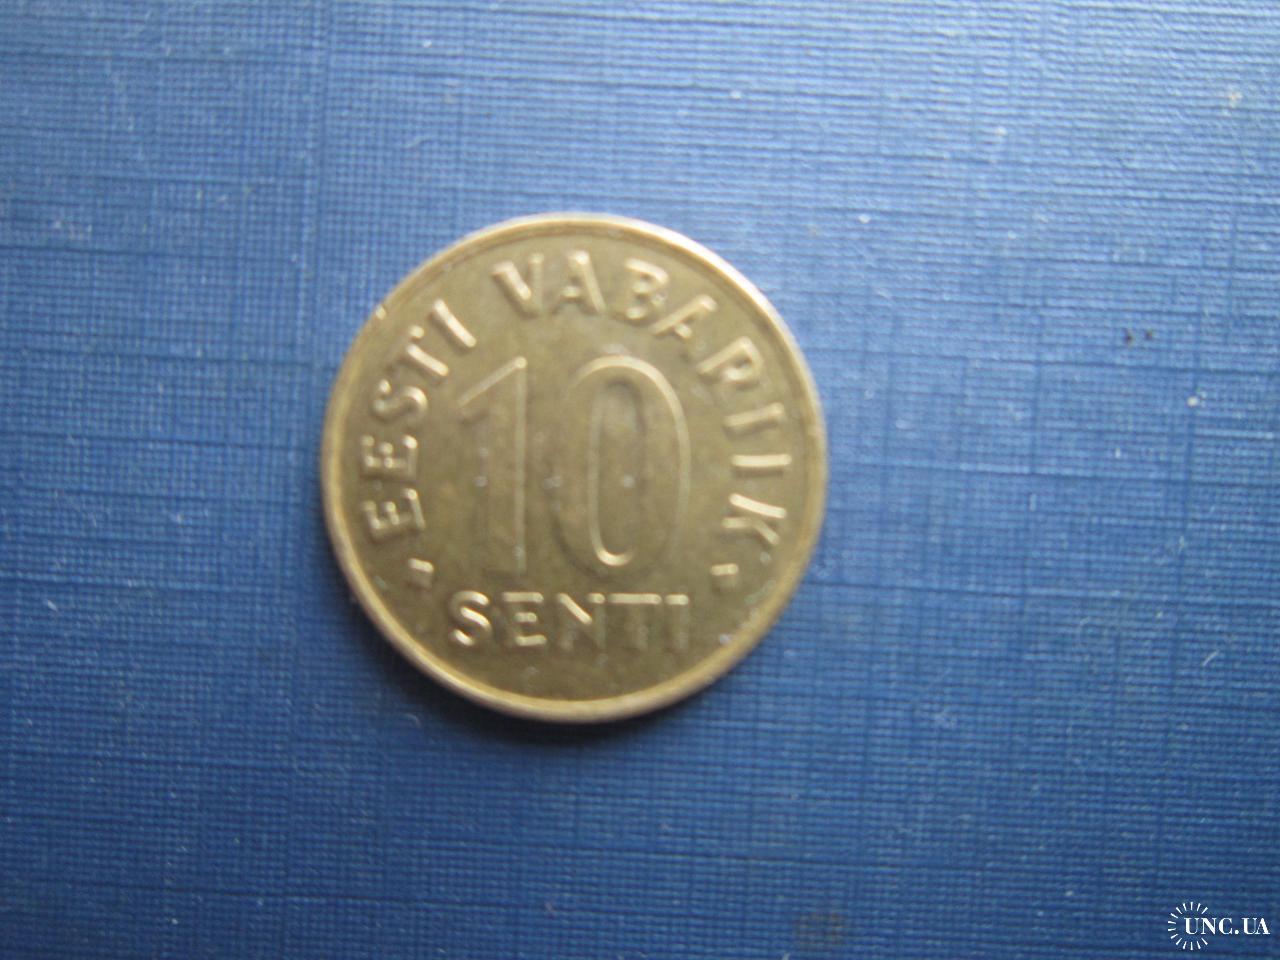 EESTI VABARIIK
10
SENTI
UNC.UA